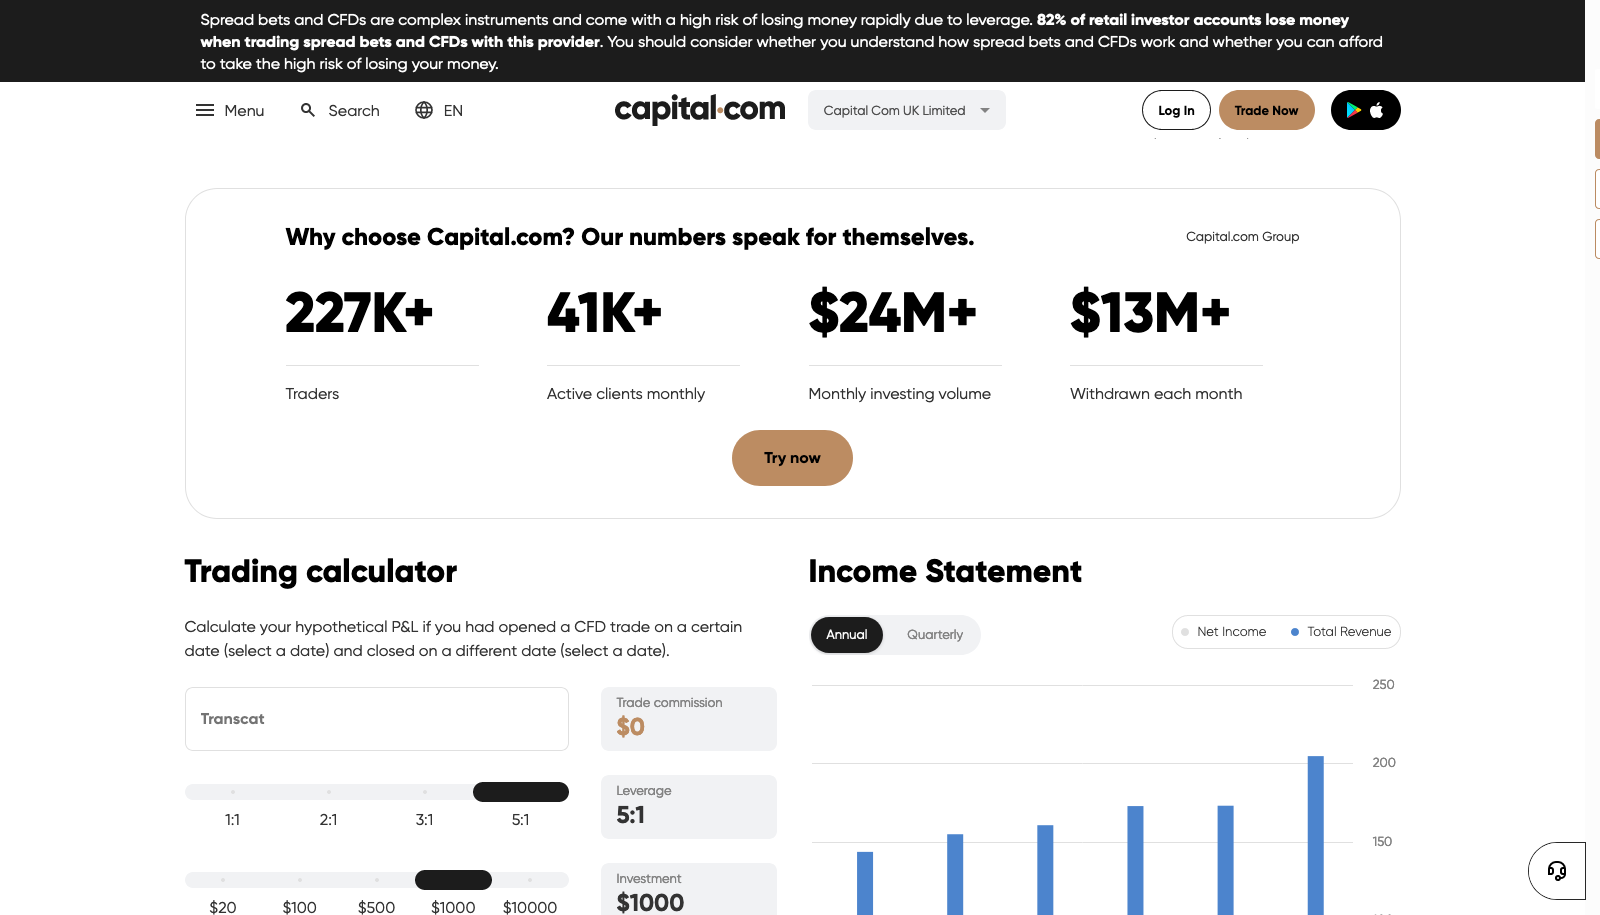 Spread bets and CFDs are complex instruments and come with a high risk of losing money rapidly due to leverage. 82% of retail investor accounts lose money
when trading spread bets and CFDs with this provider. You should consider whether you understand how spread bets and CFDs work and whether you can afford
to take the high risk of losing your money.
Menu Search EN capital.com Capital Com UK Limited Log In Trade Now
Why choose Capital.com? Our numbers speak for themselves. Capital.com Group
227K+ 41K+ $24M+ $13M+
Traders Active clients monthly Monthly investing volume Withdrawn each month
Try now
Trading calculator
Calculate your hypothetical P&L if you had opened a CFD trade on a certain
date (select a date) and closed on a different date (select a date).
Transcat
Trade commission
$0
1:1 2:1 3:1 5:1
Leverage
5:1
$20 $100 $500 $1000 $10000
Investment
$1000
Income Statement
Annual Quarterly Net Income Total Revenue
250
200
150